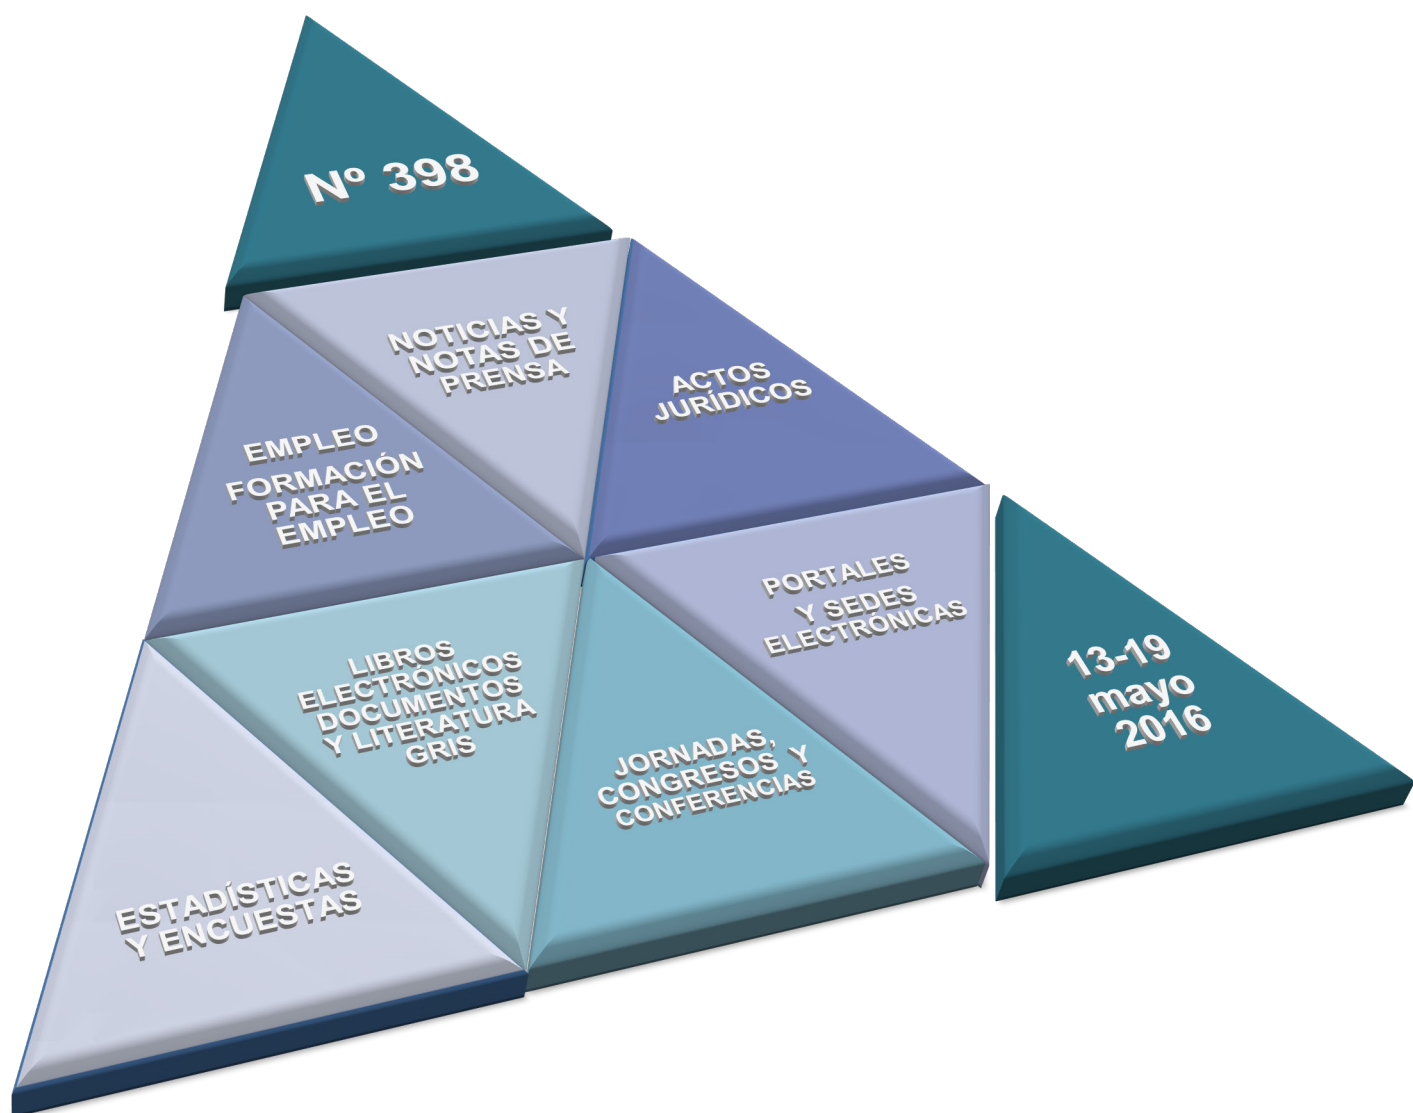 Nº 398
NOTICIAS Y
NOTAS DE
PRENSA
ACTOS
JURÍDICOS
EMPLEO
FORMACIÓN
PARA EL
EMPLEO
PORTALES
Y SEDES
ELECTRÓNICAS
LIBROS
ELECTRÓNICOS
DOCUMENTOS
Y LITERATURA
GRIS
13-19
mayo
2016
JORNADAS,
CONGRESOS Y
CONFERENCIAS
ESTADÍSTICAS
Y ENCUESTAS